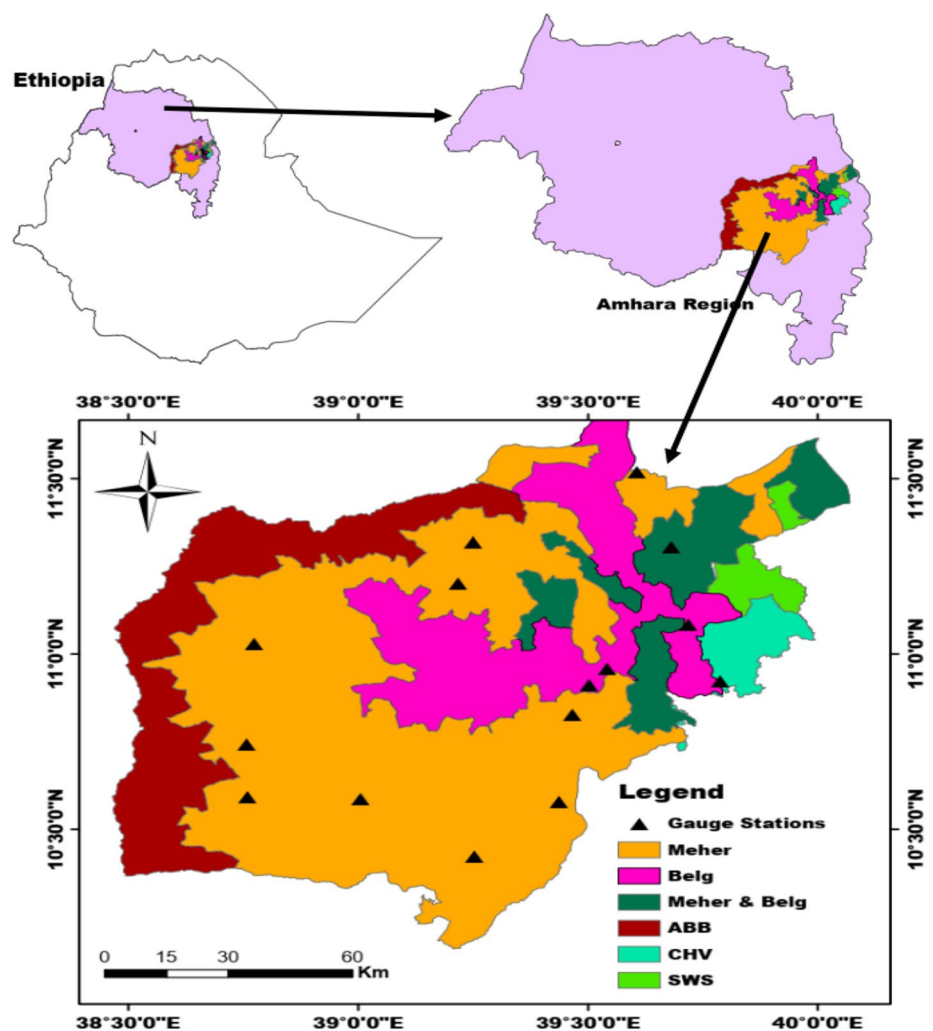 Ethiopia
Amhara Region
38°30'0"E 39°0'0"E 39°30'0"E 40°0'0"E
N
11°30'0"N 11°30'0"N
11°0'0"N 11°0'0"N
10°30'0"N 10°30'0"N
Legend
Gauge Stations
Meher
Belg
Meher & Belg
ABB
CHV
SWS
0 15 30 60
Km
38°30'0"E 39°0'0"E 39°30'0"E 40°0'0"E